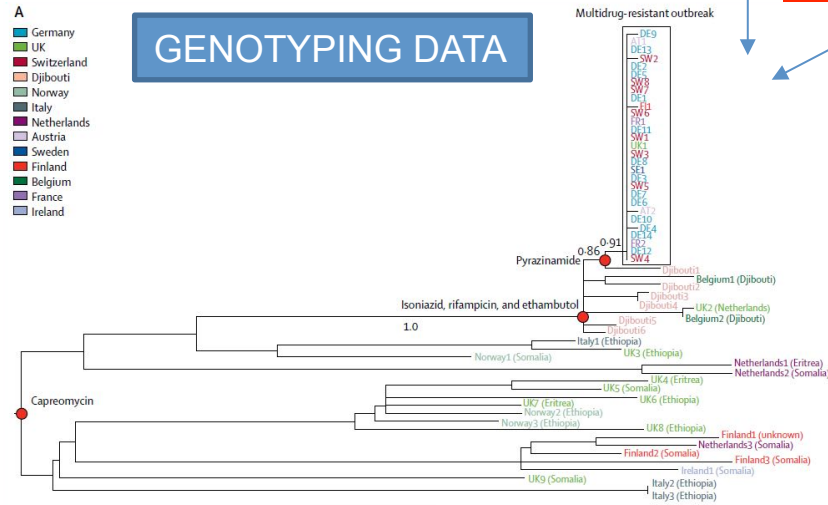 A
Germany
UK
Switzerland
Djibouti
Norway
Italy
Netherlands
Austria
Sweden
Finland
Belgium
France
Ireland
GENOTYPING DATA
Multidrug-resistant outbreak
DE9
AT1
DE13
SW2
DE2
DE5
SW8
SW7
DE1
FI1
SW6
FR1
DE11
SW1
UK1
SW3
DE8
SE1
DE3
SW5
DE7
DE6
AT2
DE10
DE4
DE14
FR2
DE12
SW4
0·91
0·86
Pyrazinamide
Djibouti1
Belgium1 (Djibouti)
Djibouti2
Djibouti3
Isoniazid, rifampicin, and ethambutol
Djibouti4
UK2 (Netherlands)
Belgium2 (Djibouti)
Djibouti5
1.0
Djibouti6
Italy1 (Ethiopia)
UK3 (Ethiopia)
Norway1 (Somalia)
Netherlands1 (Eritrea)
Netherlands2 (Somalia)
UK4 (Eritrea)
UK5 (Somalia)
Capreomycin
UK6 (Ethiopia)
UK7 (Eritrea)
Norway2 (Ethiopia)
Norway3 (Ethiopia)
UK8 (Ethiopia)
Finland1 (unknown)
Netherlands3 (Somalia)
Finland2 (Somalia)
Finland3 (Somalia)
Ireland1 (Somalia)
UK9 (Somalia)
Italy2 (Ethiopia)
Italy3 (Ethiopia)